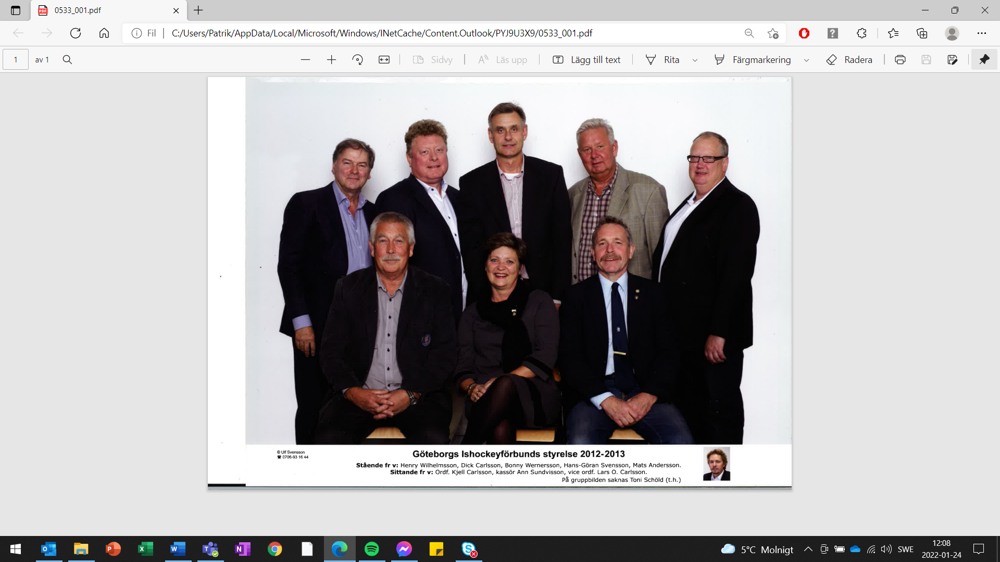 0533_001.pdf
Fil
C:/Users/Patrik/AppData/Local/Microsoft/Windows/INetCache/Content.Outlook/PYJ9U3X9/0533_001.pdf
1 av 1
Sidvy
Läs upp
Lägg till text
Rita
Färgmarkering
Radera
© Ulf Svensson
☎ 0706-93 16 44
Göteborgs Ishockeyförbunds styrelse 2012-2013
Stående fr v: Henry Wilhelmsson, Dick Carlsson, Bonny Wernersson, Hans-Göran Svensson, Mats Andersson.
Sittande fr v: Ordf. Kjell Carlsson, kassör Ann Sundvisson, vice ordf. Lars O. Carlsson.
På gruppbilden saknas Toni Schöld (t.h.)
5°C Molnigt
SWE
12:08
2022-01-24